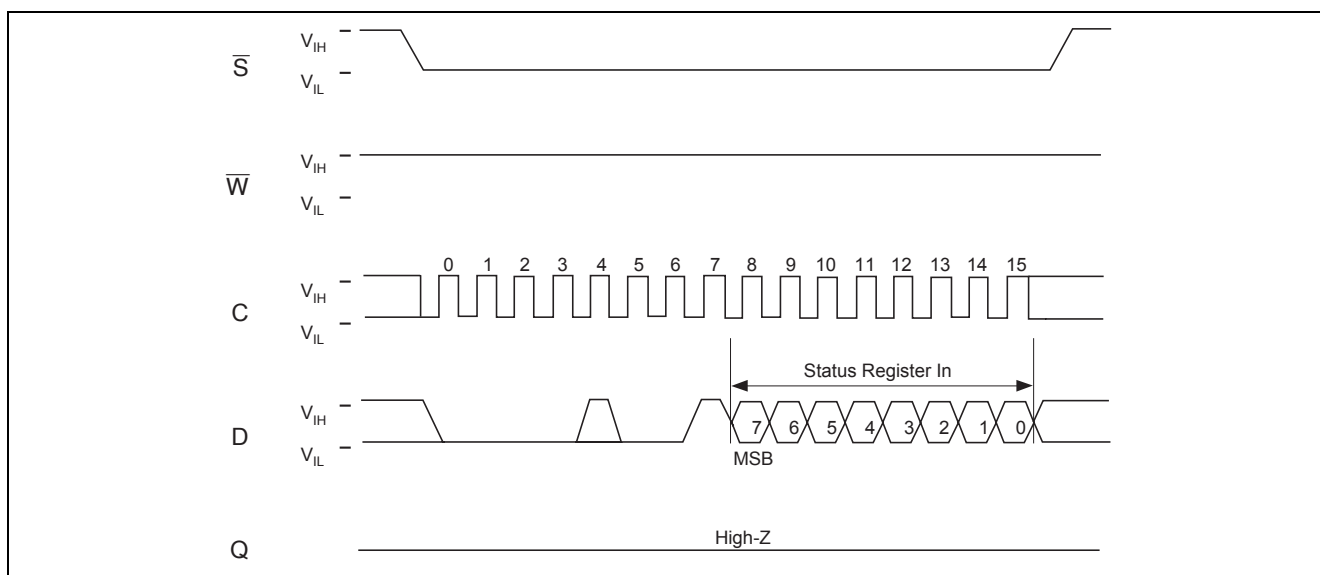 V_IH
S̅
V_IL
V_IH
W̅
V_IL
0 1 2 3 4 5 6 7 8 9 10 11 12 13 14 15
V_IH
C
V_IL
Status Register In
V_IH
D
7 6 5 4 3 2 1 0
V_IL
MSB
High-Z
Q